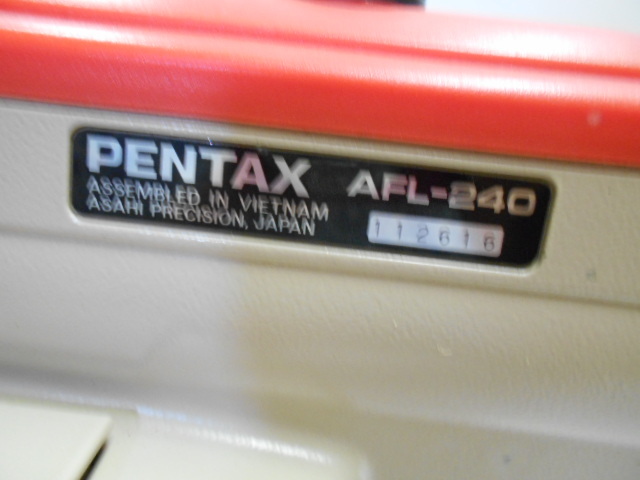 PENTAX AFL-240
ASSEMBLED IN VIETNAM
ASAHI PRECISION, JAPAN
112616